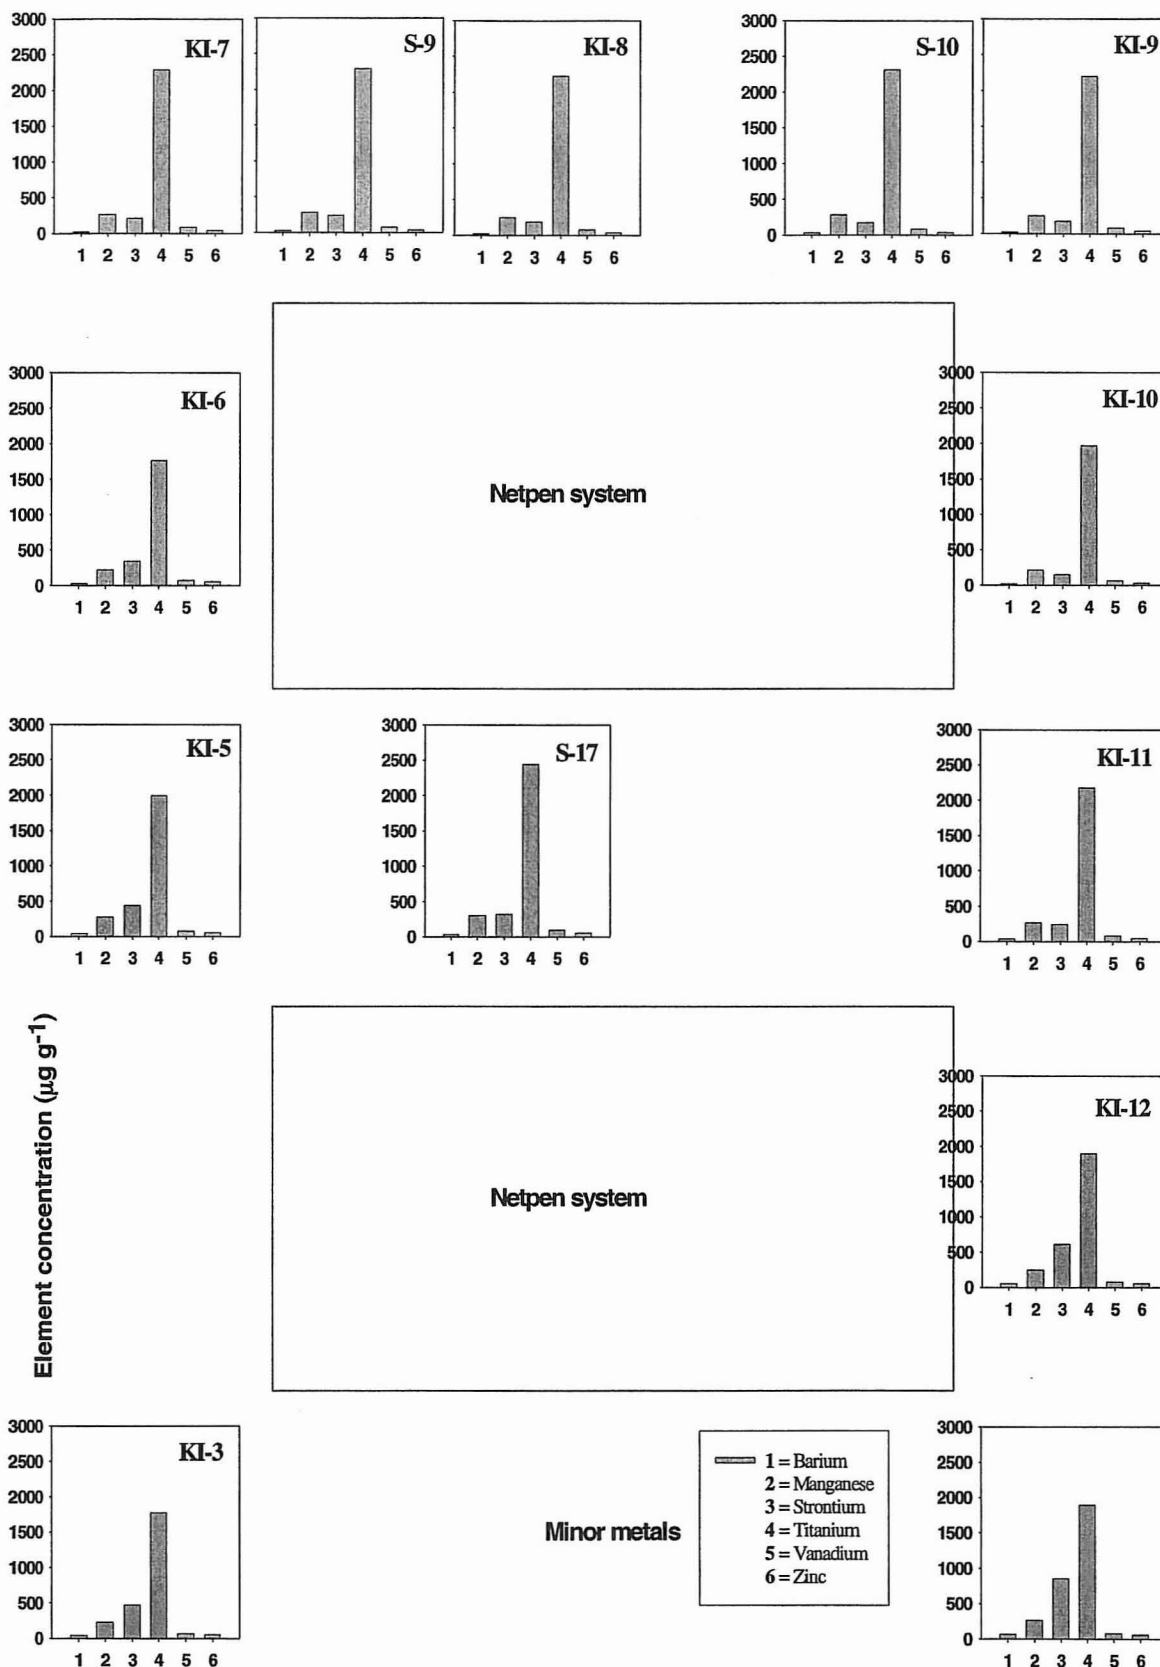 3000 2500 2000 1500 1000 500 0
KI-7
1 2 3 4 5 6
S-9
1 2 3 4 5 6
KI-8
1 2 3 4 5 6
3000 2500 2000 1500 1000 500 0
S-10
1 2 3 4 5 6
KI-9
1 2 3 4 5 6
3000 2500 2000 1500 1000 500 0
KI-6
1 2 3 4 5 6
Netpen system
3000 2500 2000 1500 1000 500 0
KI-10
1 2 3 4 5 6
3000 2500 2000 1500 1000 500 0
KI-5
1 2 3 4 5 6
3000 2500 2000 1500 1000 500 0
S-17
1 2 3 4 5 6
3000 2500 2000 1500 1000 500 0
KI-11
1 2 3 4 5 6
Element concentration (µg g-1)
Netpen system
3000 2500 2000 1500 1000 500 0
KI-12
1 2 3 4 5 6
3000 2500 2000 1500 1000 500 0
KI-3
1 2 3 4 5 6
Minor metals
1 = Barium
2 = Manganese
3 = Strontium
4 = Titanium
5 = Vanadium
6 = Zinc
3000 2500 2000 1500 1000 500 0
1 2 3 4 5 6